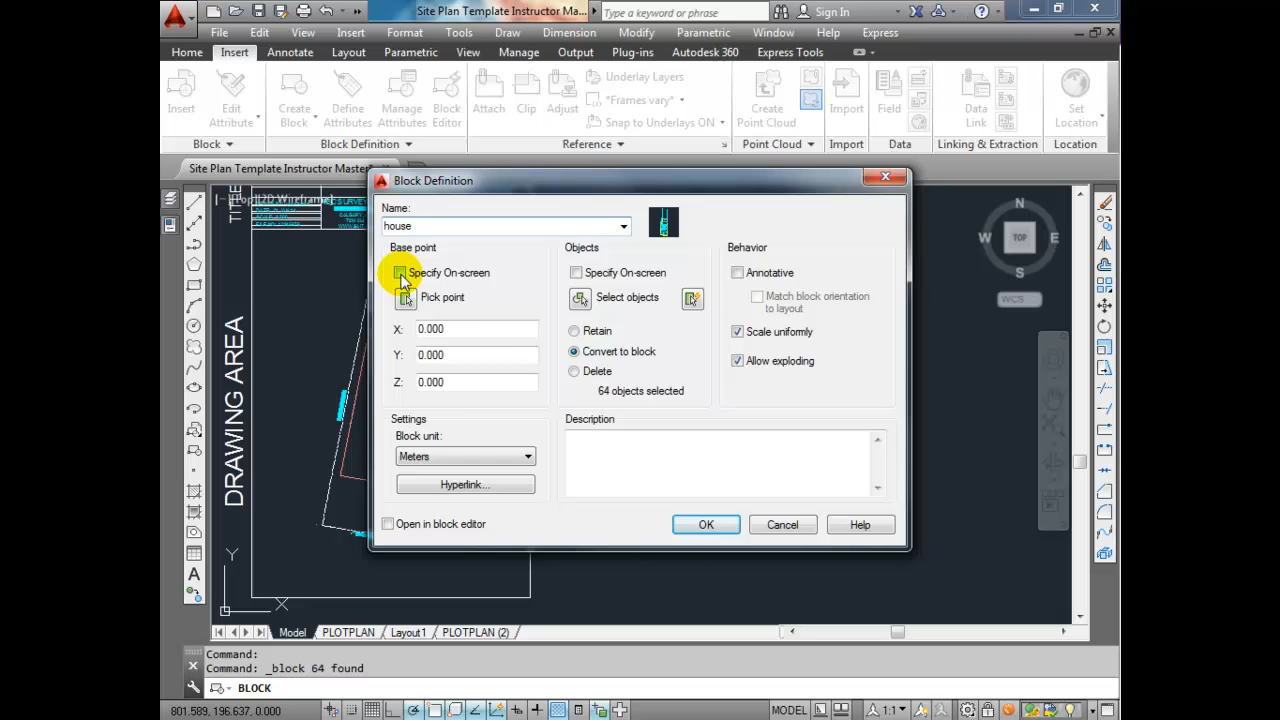 Site Plan Template Instructor Mas...
Type a keyword or phrase
Sign In
File Edit View Insert Format Tools Draw Dimension Modify Parametric Window Help Express
Home Insert Annotate Layout Parametric View Manage Output Plug-ins Autodesk 360 Express Tools
Insert
Edit Attribute
Create Block
Define Attributes
Manage Attributes
Block Editor
Attach
Clip
Adjust
Underlay Layers
*Frames vary*
Snap to Underlays ON
Create Point Cloud
Import
Field
Data Link
Set Location
Block
Block Definition
Reference
Point Cloud
Import
Data
Linking & Extraction
Location
Site Plan Template Instructor Master*
[-][Top][2D Wireframe]
DRAWING AREA
Block Definition
Name:
house
Base point
Specify On-screen
Pick point
X: 0.000
Y: 0.000
Z: 0.000
Objects
Specify On-screen
Select objects
Retain
Convert to block
Delete
64 objects selected
Behavior
Annotative
Match block orientation
to layout
Scale uniformly
Allow exploding
Settings
Block unit:
Meters
Hyperlink...
Description
Open in block editor
OK
Cancel
Help
N
W TOP E
S
WCS
Y
X
A
Model PLOTPLAN Layout1 PLOTPLAN (2)
Command:
Command: _block 64 found
BLOCK
801.589, 196.637, 0.000
MODEL
1:1